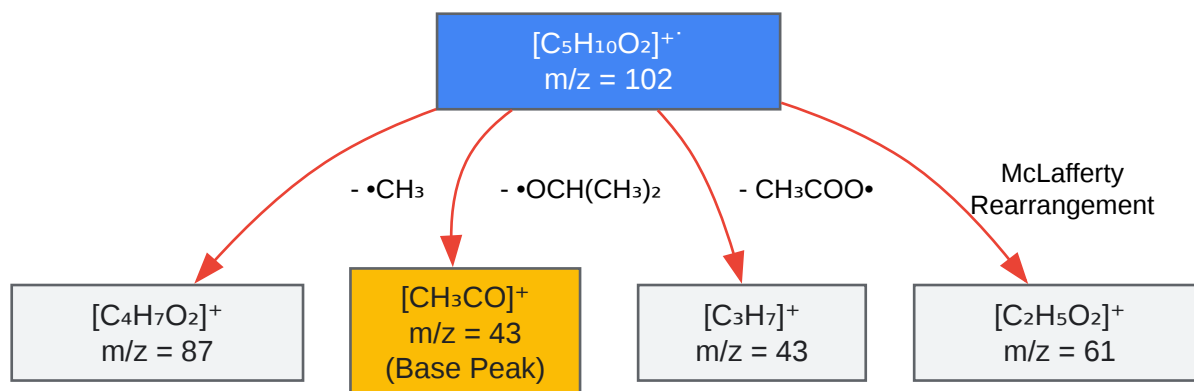 [C₅H₁₀O₂]⁺˙
m/z = 102
- •CH₃
- •OCH(CH₃)₂
- CH₃COO•
McLafferty
Rearrangement
[C₄H₇O₂]⁺
m/z = 87
[CH₃CO]⁺
m/z = 43
(Base Peak)
[C₃H₇]⁺
m/z = 43
[C₂H₅O₂]⁺
m/z = 61